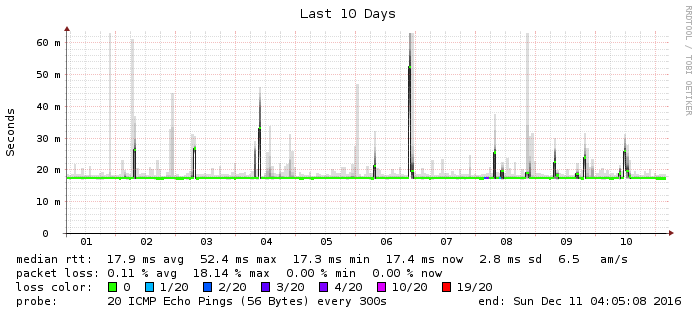 Last 10 Days
RRDTOOL / TOBI OETIKER
Seconds
60 m
50 m
40 m
30 m
20 m
10 m
0
01 02 03 04 05 06 07 08 09 10
median rtt: 17.9 ms avg 52.4 ms max 17.3 ms min 17.4 ms now 2.8 ms sd 6.5 am/s
packet loss: 0.11 % avg 18.14 % max 0.00 % min 0.00 % now
loss color: 0 1/20 2/20 3/20 4/20 10/20 19/20
probe: 20 ICMP Echo Pings (56 Bytes) every 300s end: Sun Dec 11 04:05:08 2016